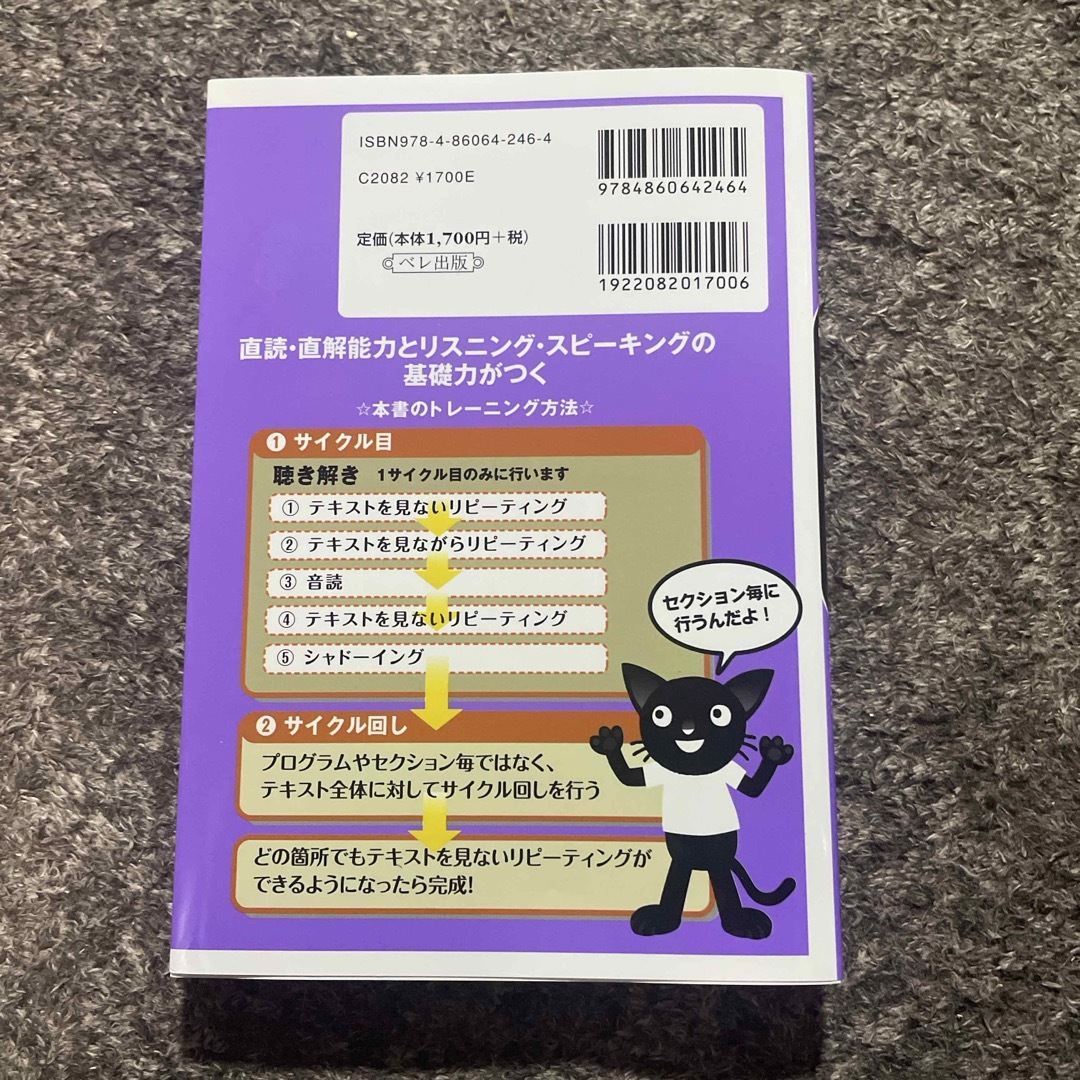 ISBN978-4-86064-246-4
C2082 ¥1700E
定価(本体1,700円+税)
ベレ出版
9784860642464
1922082017006
直読・直解能力とリスニング・スピーキングの
基礎力がつく
☆本書のトレーニング方法☆
❶ サイクル目
聴き解き 1サイクル目のみに行います
① テキストを見ないリピーティング
② テキストを見ながらリピーティング
③ 音読
④ テキストを見ないリピーティング
⑤ シャドーイング
セクション毎に
行うんだよ!
❷ サイクル回し
プログラムやセクション毎ではなく、
テキスト全体に対してサイクル回しを行う
どの箇所でもテキストを見ないリピーティングが
できるようになったら完成!